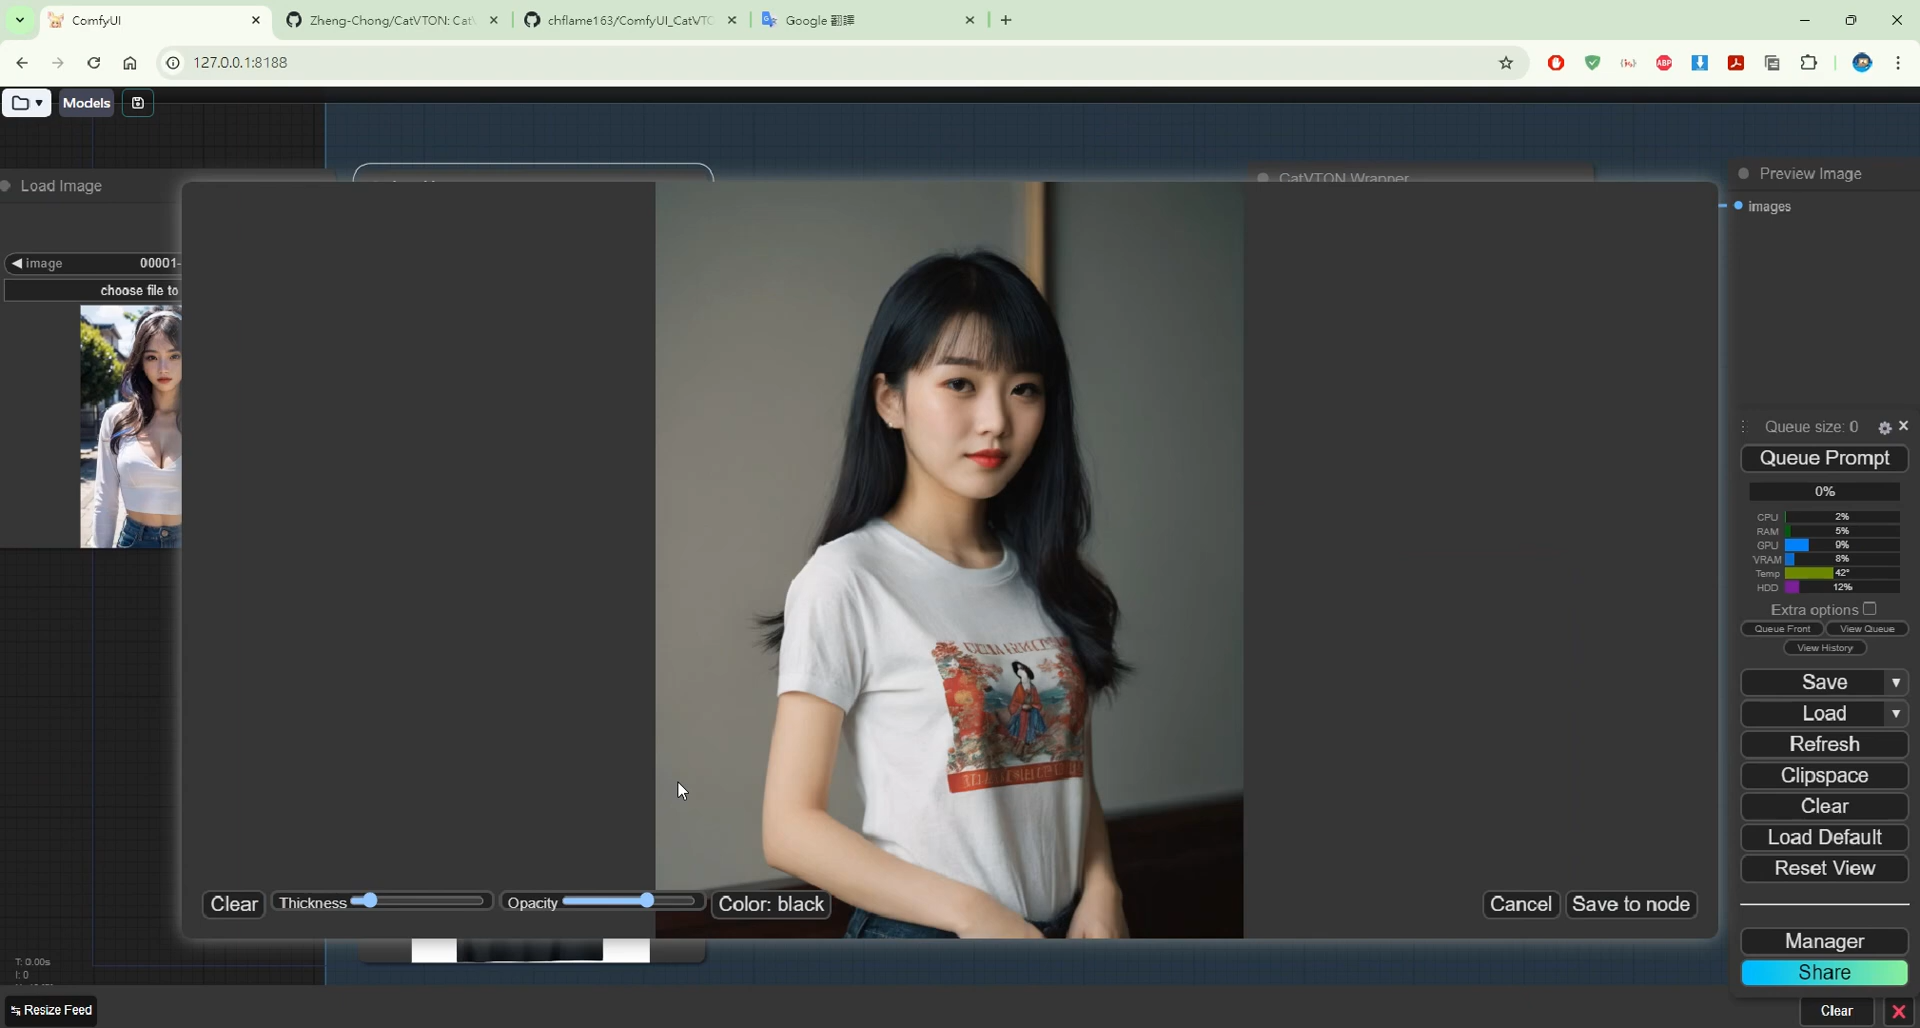 ComfyUI
Zheng-Chong/CatVTON: Cat
chflame163/ComfyUI_CatVTO
Google 翻譯
127.0.0.1:8188
ABP
Models
Load Image
CatVTON Wrapper
Preview Image
images
image 00001-
choose file to
Queue size: 0
Queue Prompt
0%
CPU 2%
RAM 5%
GPU 9%
VRAM 8%
Temp 42°
HDD 12%
Extra options
Queue Front
View Queue
View History
Save
Load
Refresh
Clipspace
Clear
Load Default
Reset View
Clear
Thickness
Opacity
Color: black
Cancel
Save to node
Manager
Share
T: 0.00s
I: 0
Resize Feed
Clear